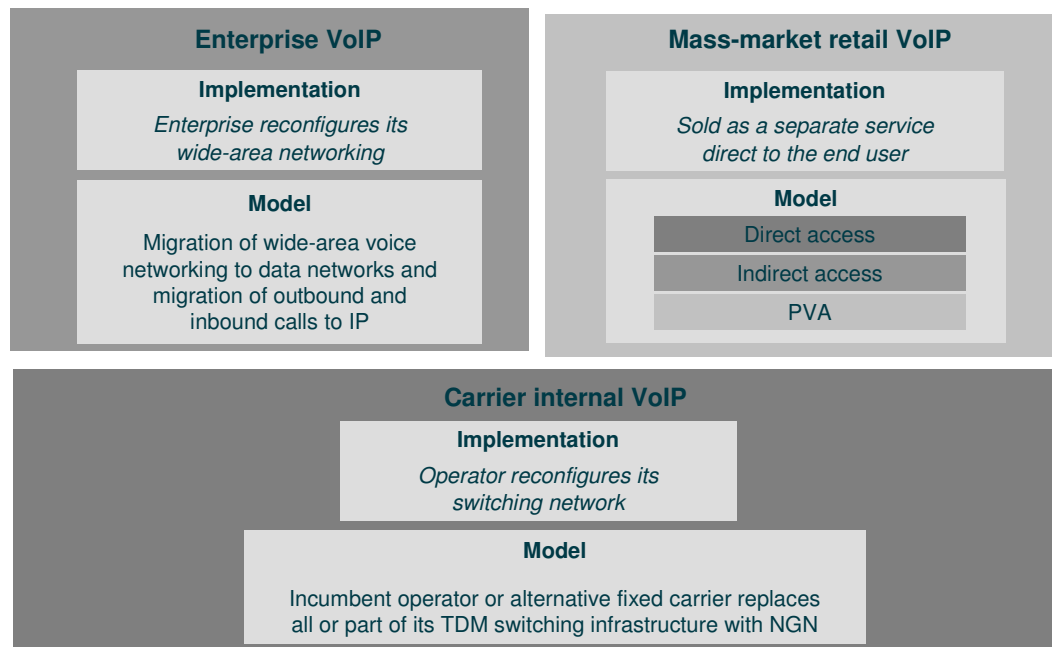 Enterprise VoIP
Implementation
Enterprise reconfigures its
wide-area networking
Model
Migration of wide-area voice
networking to data networks and
migration of outbound and
inbound calls to IP
Mass-market retail VoIP
Implementation
Sold as a separate service
direct to the end user
Model
Direct access
Indirect access
PVA
Carrier internal VoIP
Implementation
Operator reconfigures its
switching network
Model
Incumbent operator or alternative fixed carrier replaces
all or part of its TDM switching infrastructure with NGN